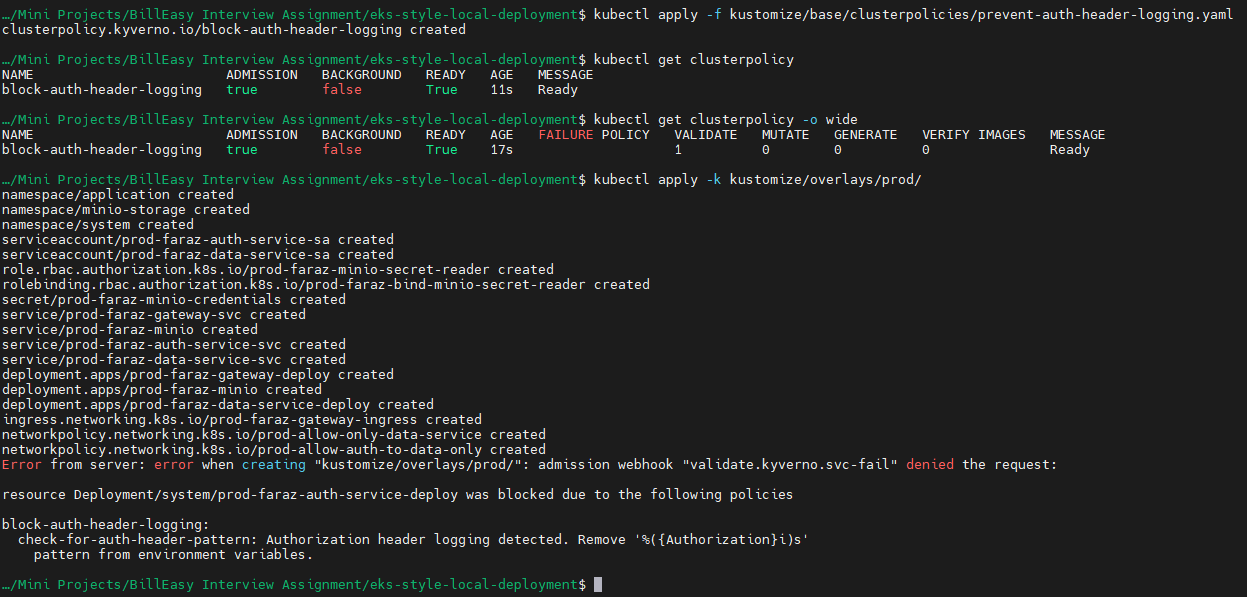 …/Mini Projects/BillEasy Interview Assignment/eks-style-local-deployment$ kubectl apply -f kustomize/base/clusterpolicies/prevent-auth-header-logging.yaml
clusterpolicy.kyverno.io/block-auth-header-logging created
…/Mini Projects/BillEasy Interview Assignment/eks-style-local-deployment$ kubectl get clusterpolicy
NAME                        ADMISSION   BACKGROUND   READY   AGE   MESSAGE
block-auth-header-logging   true        false        True    11s   Ready
…/Mini Projects/BillEasy Interview Assignment/eks-style-local-deployment$ kubectl get clusterpolicy -o wide
NAME                        ADMISSION   BACKGROUND   READY   AGE   FAILURE POLICY   VALIDATE   MUTATE   GENERATE   VERIFY IMAGES   MESSAGE
block-auth-header-logging   true        false        True    17s                    1          0        0          0               Ready
…/Mini Projects/BillEasy Interview Assignment/eks-style-local-deployment$ kubectl apply -k kustomize/overlays/prod/
namespace/application created
namespace/minio-storage created
namespace/system created
serviceaccount/prod-faraz-auth-service-sa created
serviceaccount/prod-faraz-data-service-sa created
role.rbac.authorization.k8s.io/prod-faraz-minio-secret-reader created
rolebinding.rbac.authorization.k8s.io/prod-faraz-bind-minio-secret-reader created
secret/prod-faraz-minio-credentials created
service/prod-faraz-gateway-svc created
service/prod-faraz-minio created
service/prod-faraz-auth-service-svc created
service/prod-faraz-data-service-svc created
deployment.apps/prod-faraz-gateway-deploy created
deployment.apps/prod-faraz-minio created
deployment.apps/prod-faraz-data-service-deploy created
ingress.networking.k8s.io/prod-faraz-gateway-ingress created
networkpolicy.networking.k8s.io/prod-allow-only-data-service created
networkpolicy.networking.k8s.io/prod-allow-auth-to-data-only created
Error from server: error when creating "kustomize/overlays/prod/": admission webhook "validate.kyverno.svc-fail" denied the request:
resource Deployment/system/prod-faraz-auth-service-deploy was blocked due to the following policies
block-auth-header-logging:
  check-for-auth-header-pattern: Authorization header logging detected. Remove '%({Authorization}i)s'
    pattern from environment variables.
…/Mini Projects/BillEasy Interview Assignment/eks-style-local-deployment$